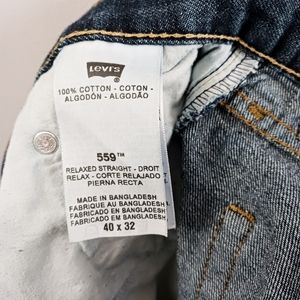 Levi's
100% COTTON - COTON -
ALGODÓN - ALGODÃO
559™
RELAXED STRAIGHT - DROIT
RELAX - CORTE RELAJADO
PIERNA RECTA
MADE IN BANGLADESH
FABRIQUE AU BANGLADESH
FABRICADO EN BANGLADESH
FABRICADO EM BANGLADESH
40 x 32